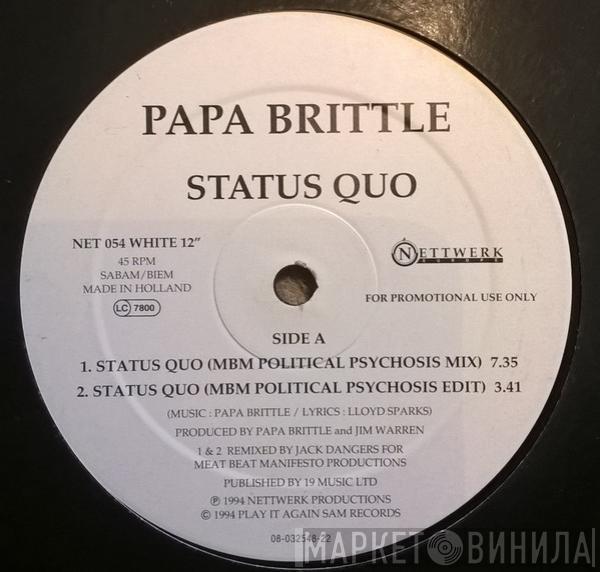 PAPA BRITTLE
STATUS QUO
NET 054 WHITE 12"
45 RPM
SABAM/BIEM
MADE IN HOLLAND
LC 7800
NETTWERK
EUROPE
FOR PROMOTIONAL USE ONLY
SIDE A
1. STATUS QUO (MBM POLITICAL PSYCHOSIS MIX) 7.35
2. STATUS QUO (MBM POLITICAL PSYCHOSIS EDIT) 3.41
(MUSIC : PAPA BRITTLE / LYRICS : LLOYD SPARKS)
PRODUCED BY PAPA BRITTLE and JIM WARREN
1 & 2 REMIXED BY JACK DANGERS FOR
MEAT BEAT MANIFESTO PRODUCTIONS
PUBLISHED BY 19 MUSIC LTD
℗ 1994 NETTWERK PRODUCTIONS
© 1994 PLAY IT AGAIN SAM RECORDS
08-032548-22
МАРКЕТ ВИНИЛА